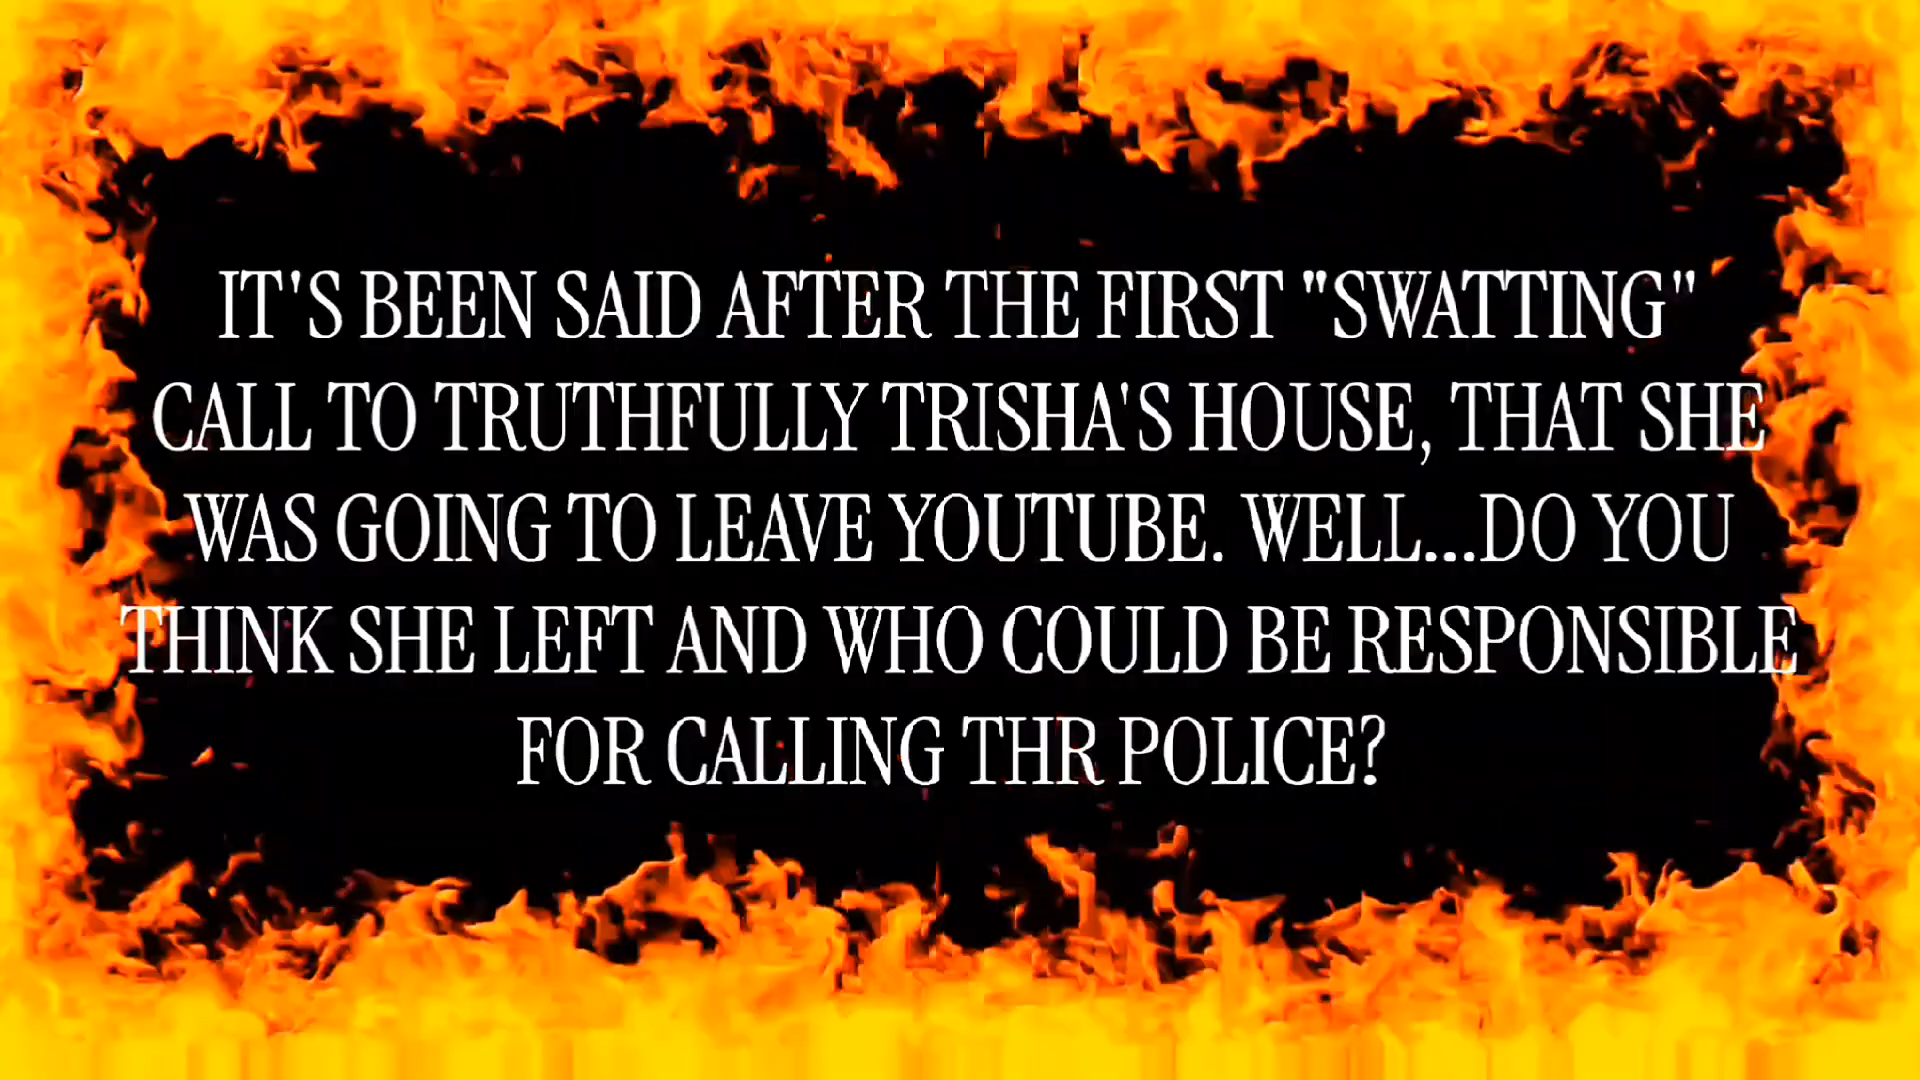 IT'S BEEN SAID AFTER THE FIRST "SWATTING"
CALL TO TRUTHFULLY TRISHA'S HOUSE, THAT SHE
WAS GOING TO LEAVE YOUTUBE. WELL...DO YOU
THINK SHE LEFT AND WHO COULD BE RESPONSIBLE
FOR CALLING THR POLICE?